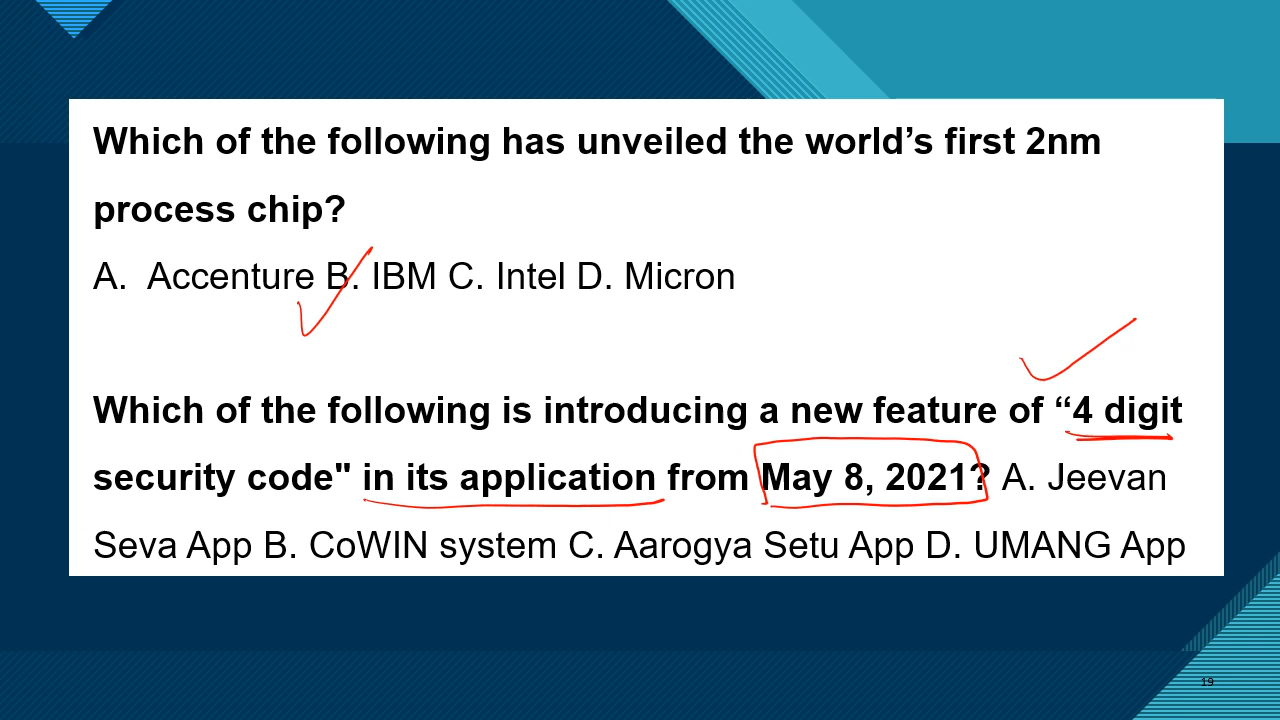 Which of the following has unveiled the world’s first 2nm
process chip?
A. Accenture B. IBM C. Intel D. Micron
Which of the following is introducing a new feature of “4 digit
security code" in its application from May 8, 2021? A. Jeevan
Seva App B. CoWIN system C. Aarogya Setu App D. UMANG App
19